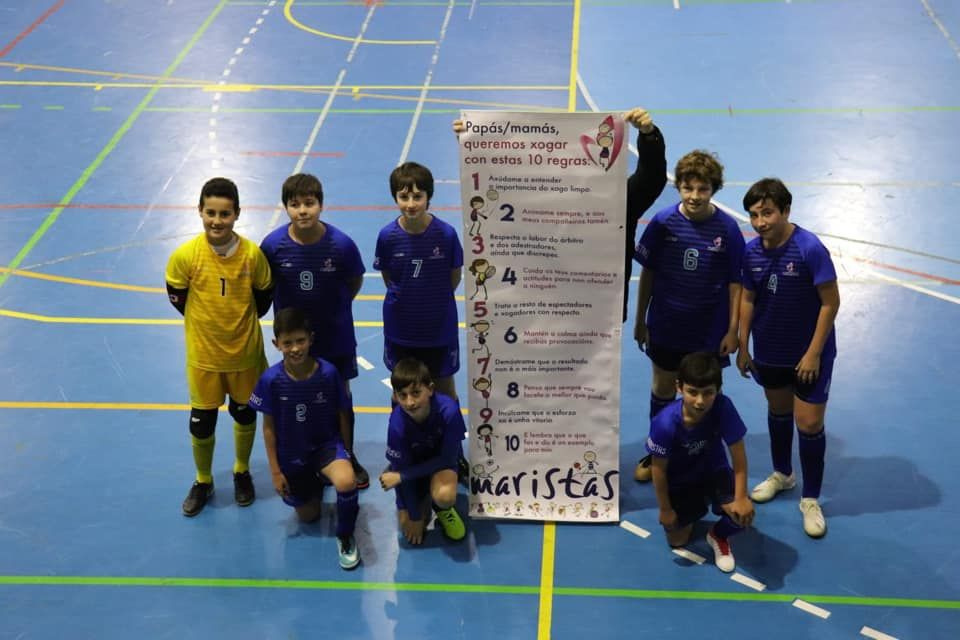 Papás/mamás,
queremos xogar
con estas 10 regras:
1 Axúdame a entender
a importancia do xogo limpo.
2 Anímame sempre, e aos
meus compañeiros tamén.
3 Respecta o labor do árbitro
e dos adestradores,
aínda que discrepes.
4 Coida os teus comentarios e
actitudes para non ofender
a ninguén.
5 Trata o resto de espectadores
e xogadores con respecto.
6 Mantén a calma aínda que
recibas provocacións.
7 Demóstrame que o resultado
non é o máis importante.
8 Pensa que sempre vou
facelo o mellor que poida.
9 Incúlcame que o esforzo
xa é unha vitoria
10 E lembra que o que
fas e dis é un exemplo
para min
maristas
1
9
7
6
4
2